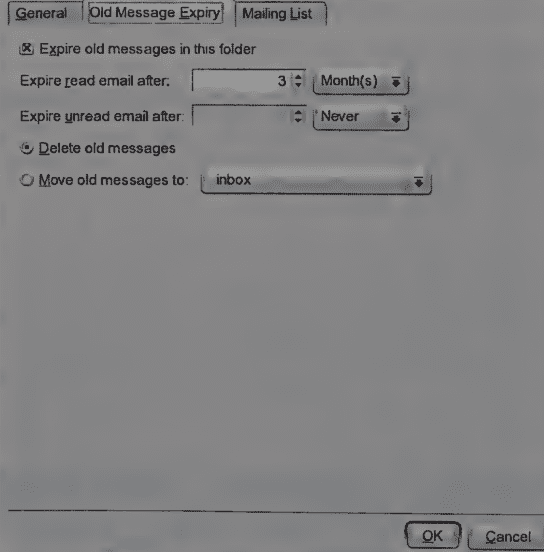 General Old Message Expiry Mailing List
Expire old messages in this folder
Expire read email after: 3 Month(s)
Expire unread email after: Never
Delete old messages
Move old messages to: inbox
OK Cancel